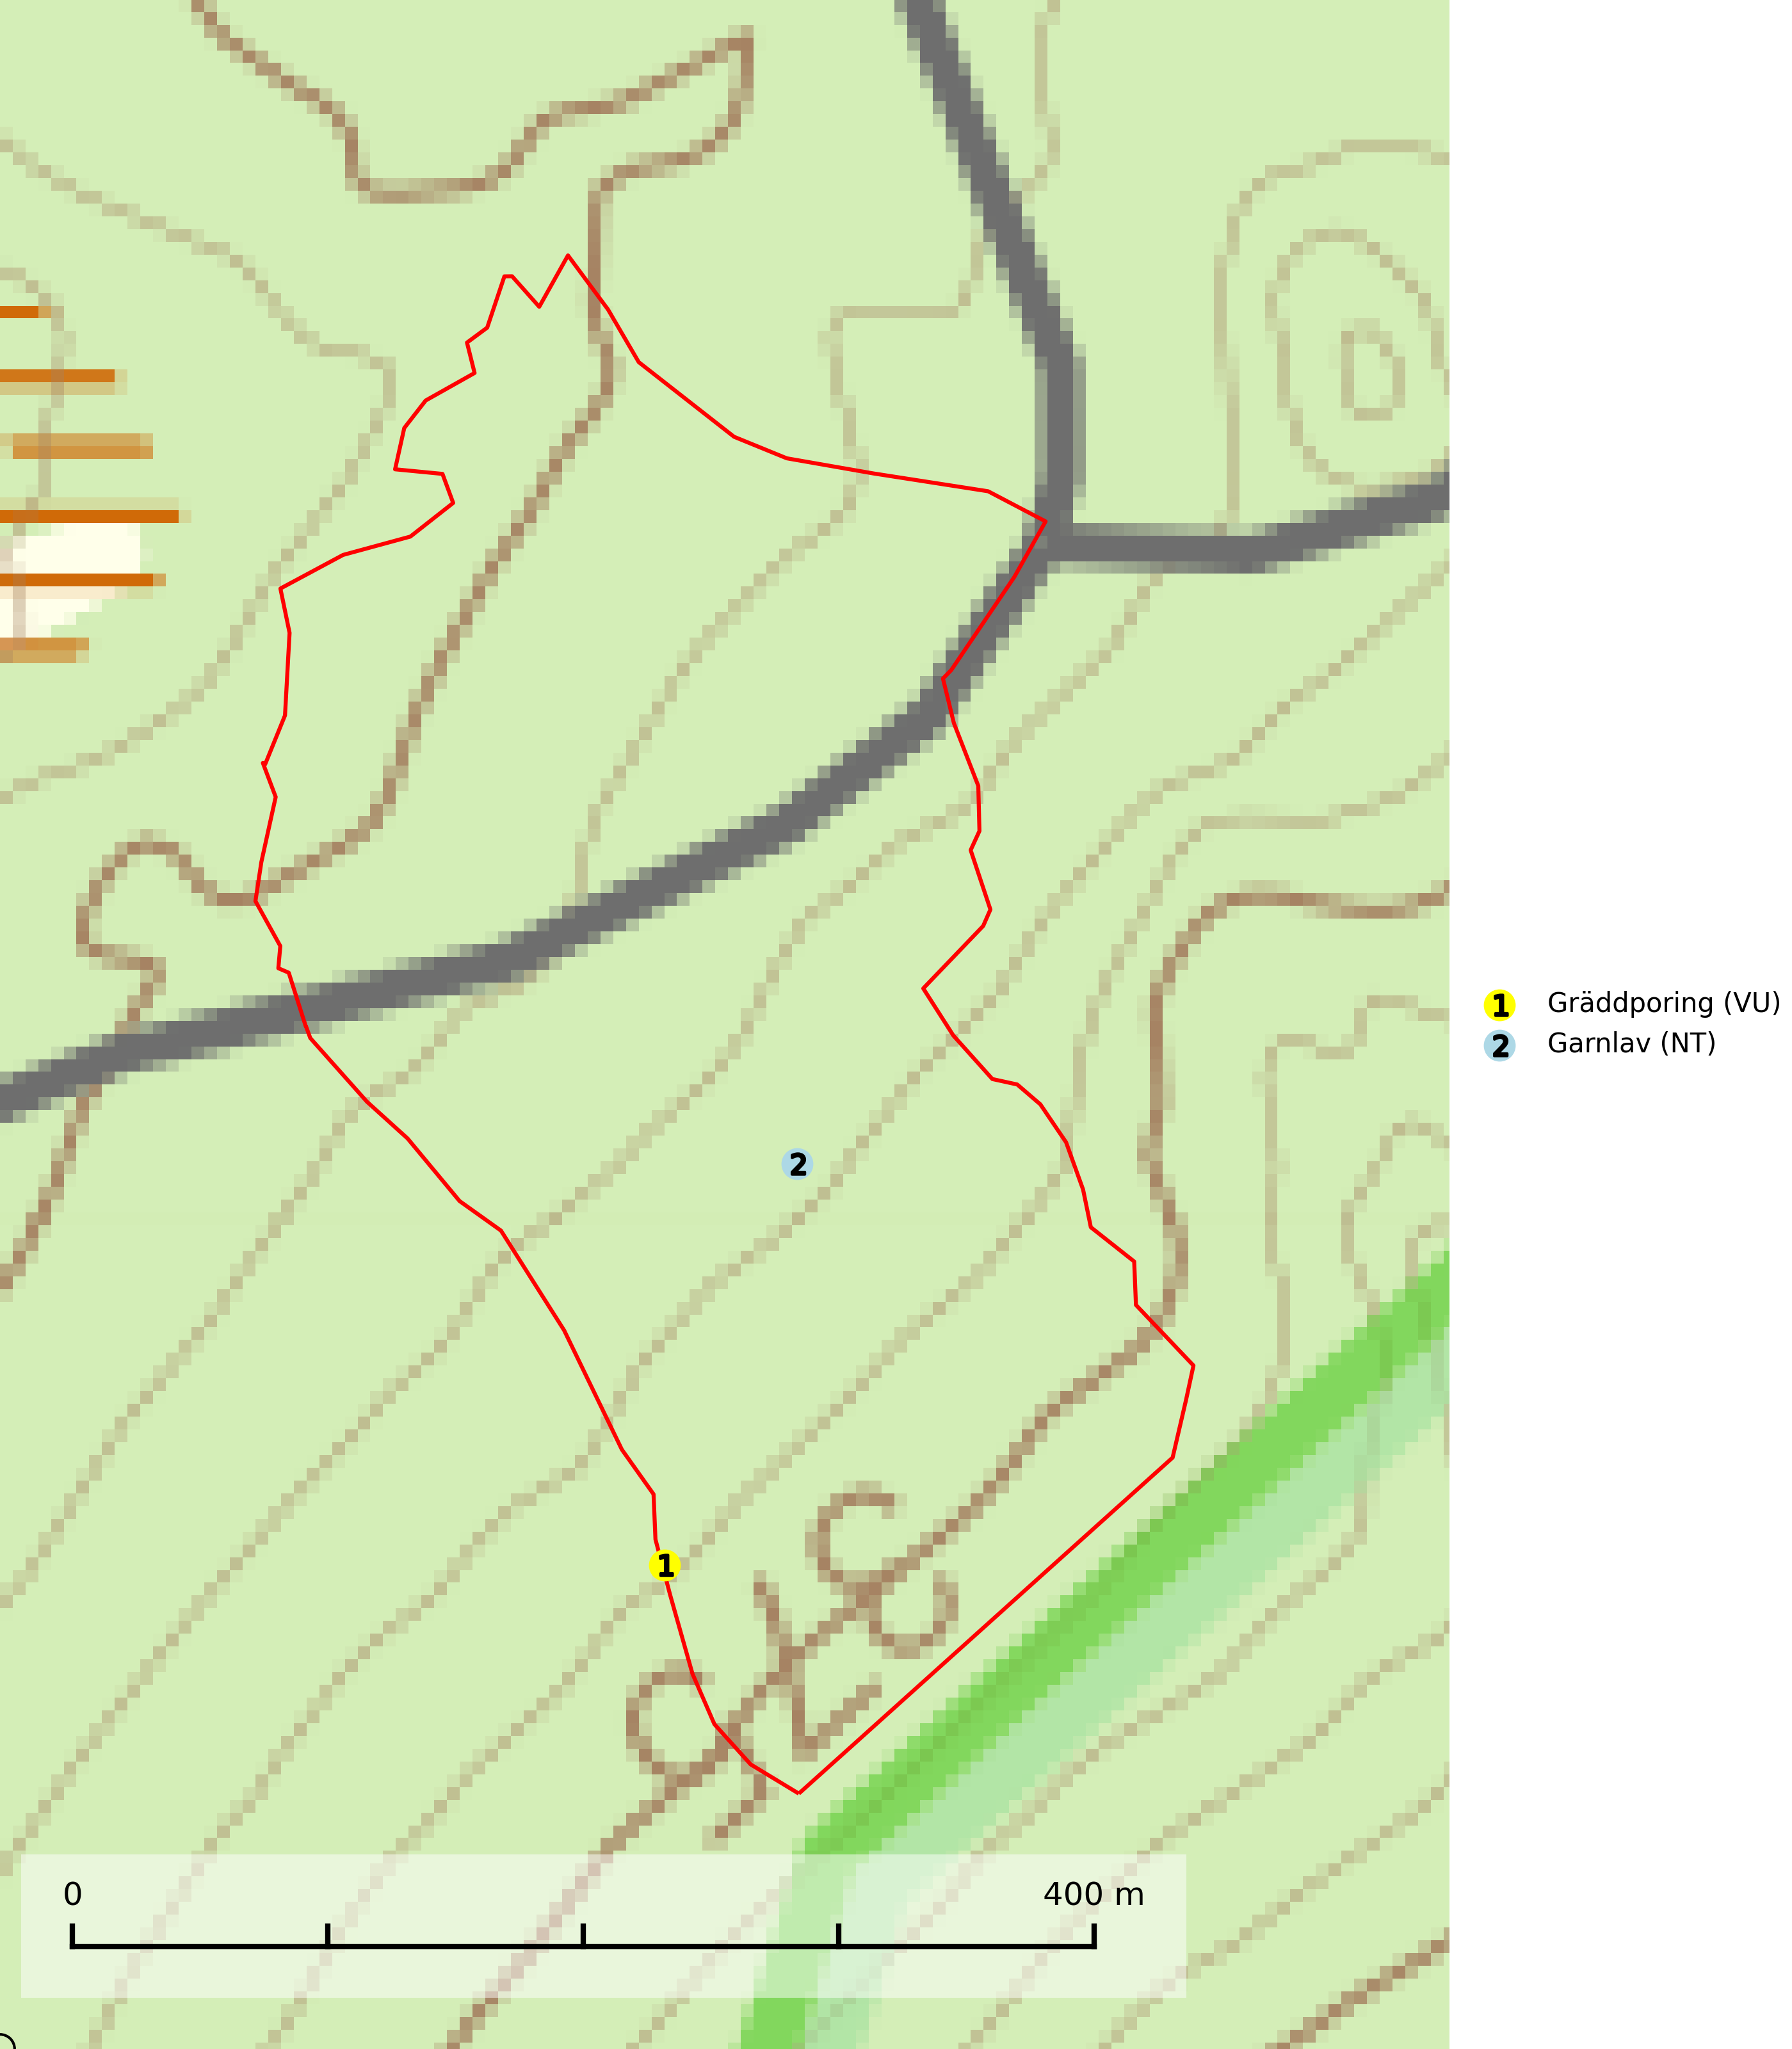 1 Gräddporing (VU)
2 Garnlav (NT)
2
1
0 400 m